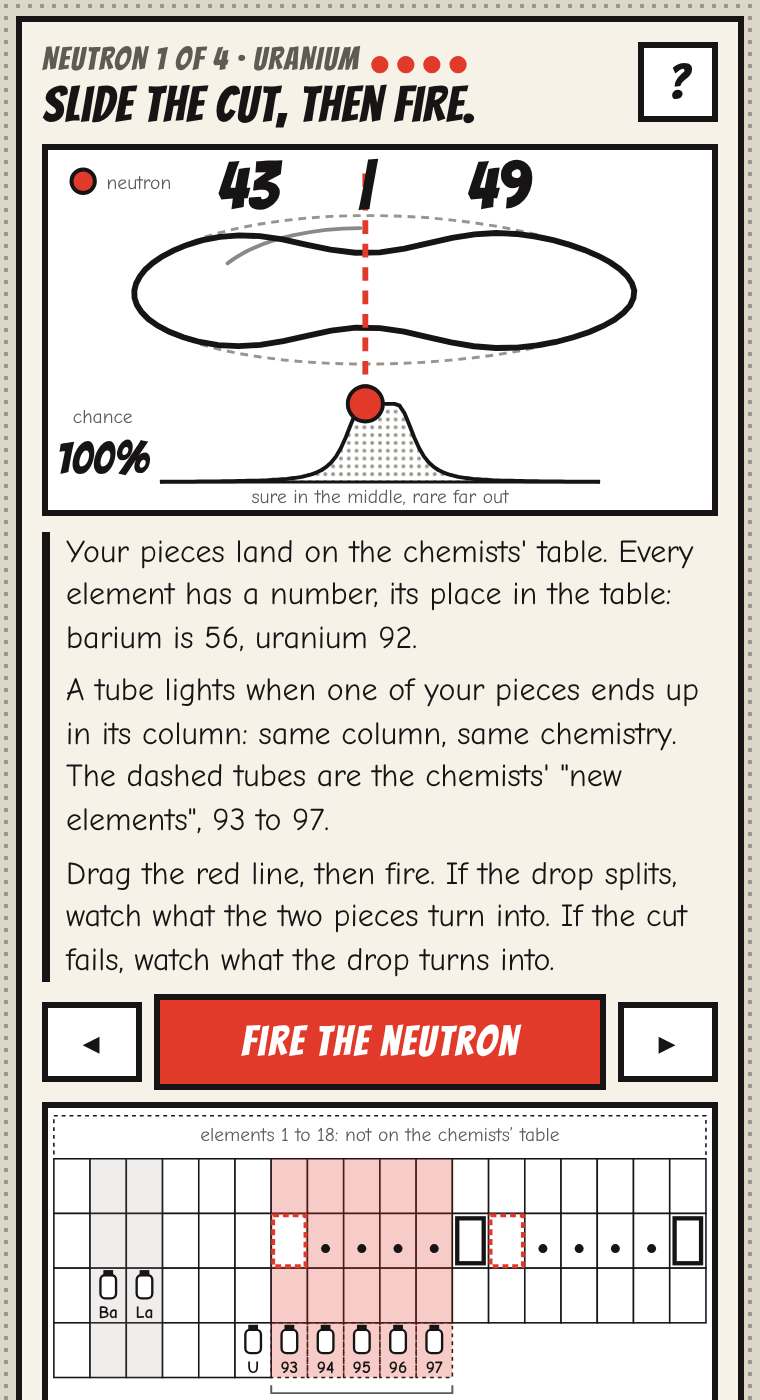 NEUTRON 1 OF 4 · URANIUM
SLIDE THE CUT, THEN FIRE.
?
neutron
43 / 49
chance
100%
sure in the middle, rare far out
Your pieces land on the chemists' table. Every
element has a number, its place in the table:
barium is 56, uranium 92.
A tube lights when one of your pieces ends up
in its column: same column, same chemistry.
The dashed tubes are the chemists' "new
elements", 93 to 97.
Drag the red line, then fire. If the drop splits,
watch what the two pieces turn into. If the cut
fails, watch what the drop turns into.
◄ FIRE THE NEUTRON ►
elements 1 to 18: not on the chemists' table
Ba La
U 93 94 95 96 97